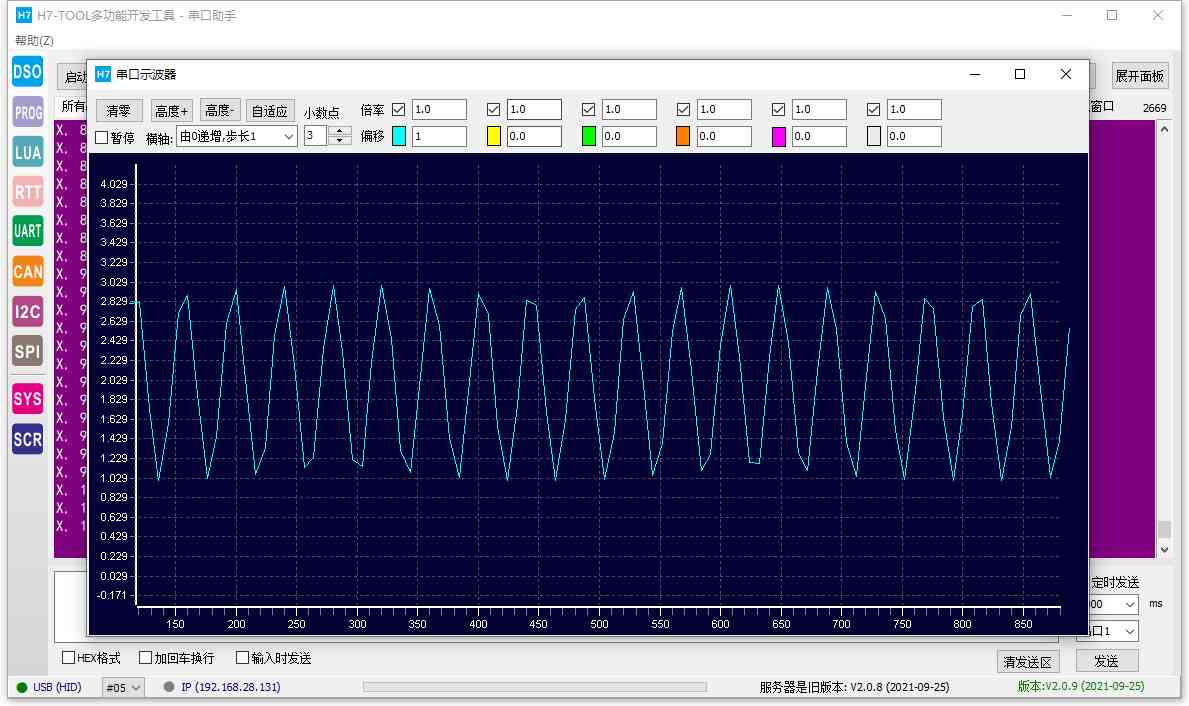 H7 H7-TOOL多功能开发工具 - 串口助手
帮助(Z)
DSO
PROG
LUA
RTT
UART
CAN
I2C
SPI
SYS
SCR
启动
展开面板
所有
窗口
2669
X, 8
X, 8
X, 8
X, 8
X, 8
X, 8
X, 8
X, 8
X, 9
X, 9
X, 9
X, 9
X, 9
X, 9
X, 9
X, 9
X, 9
X, 9
X, 9
X, 9
X, 1
X, 1
X, 1
H7 串口示波器
清零 高度+ 高度- 自适应 小数点 倍率 1.0 1.0 1.0 1.0 1.0 1.0
暂停 横轴: 由0递增,步长1 3 偏移 1 0.0 0.0 0.0 0.0 0.0
4.029
3.829
3.629
3.429
3.229
3.029
2.829
2.629
2.429
2.229
2.029
1.829
1.629
1.429
1.229
1.029
0.829
0.629
0.429
0.229
0.029
-0.171
150 200 250 300 350 400 450 500 550 600 650 700 750 800 850
定时发送
00 ms
口1
HEX格式 加回车换行 输入时发送 清发送区 发送
USB (HID) #05 IP (192.168.28.131) 服务器是旧版本: V2.0.8 (2021-09-25) 版本:V2.0.9 (2021-09-25)